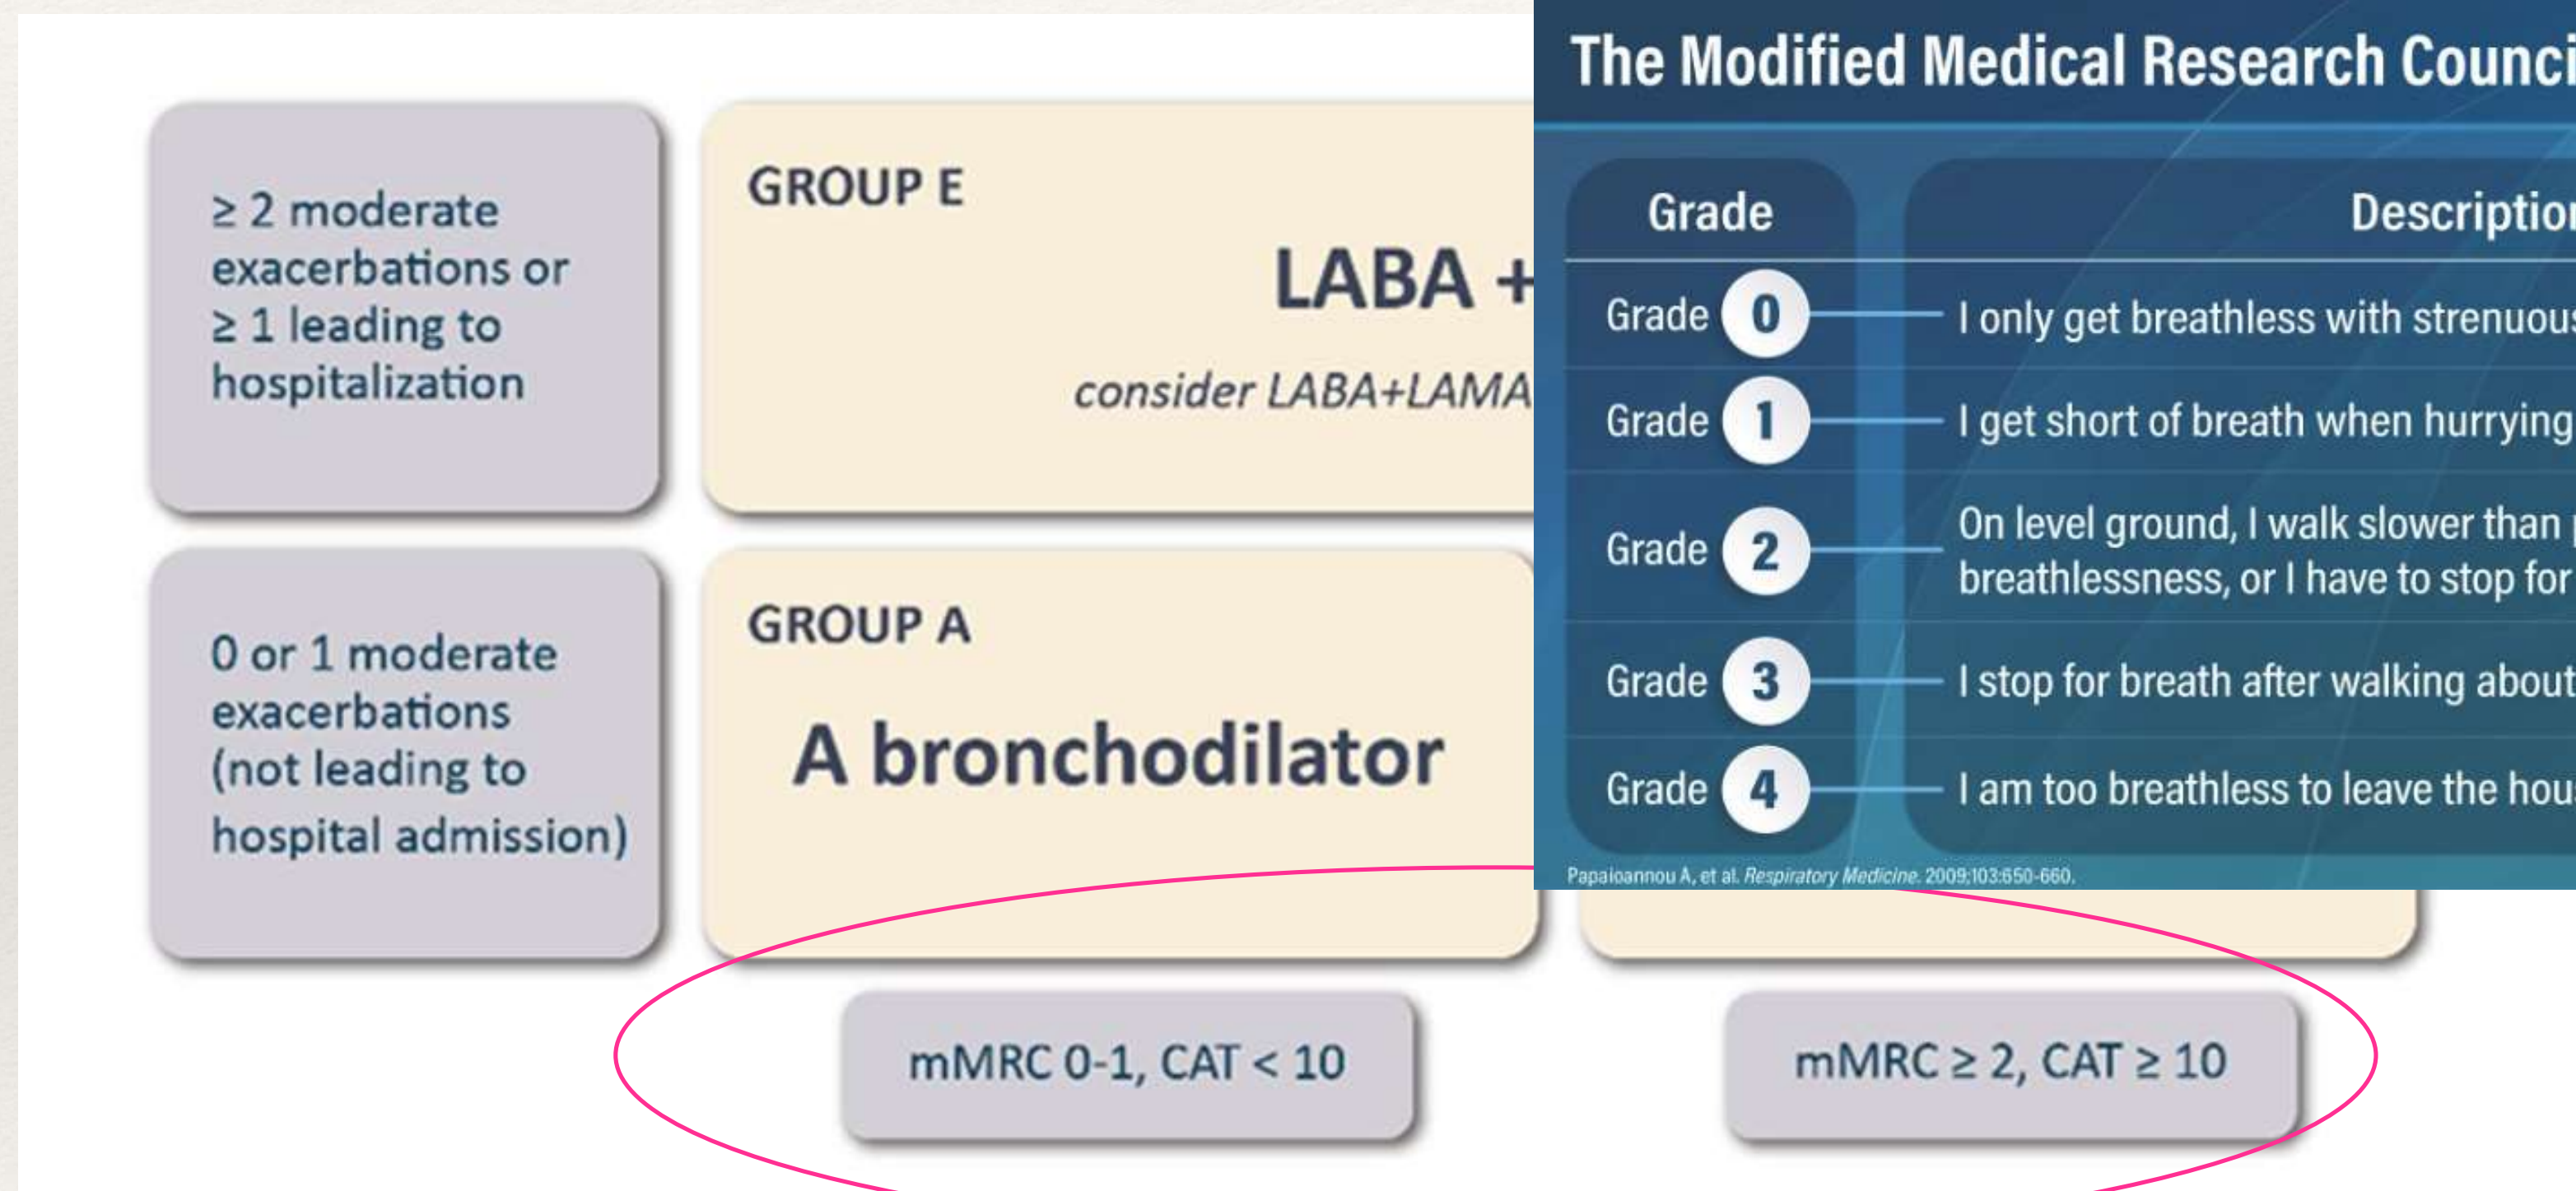 ≥ 2 moderate
exacerbations or
≥ 1 leading to
hospitalization
GROUP E
LABA +
consider LABA+LAMA
0 or 1 moderate
exacerbations
(not leading to
hospital admission)
GROUP A
A bronchodilator
mMRC 0-1, CAT < 10
mMRC ≥ 2, CAT ≥ 10
The Modified Medical Research
Grade
Grade 0
I only get breathless with
Grade 1
I get short of breath when hurrying
Grade 2
On level ground, I walk slower than
breathlessness, or I have to stop for
Grade 3
I stop for breath after walking about
Grade 4
I am too breathless to leave the
Papaioannou A, et al. Respiratory Medicine. 2009;103:650-660.